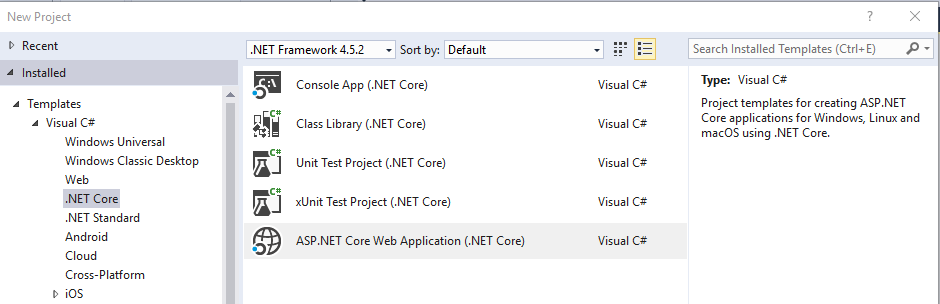 New Project
? ×
Recent
.NET Framework 4.5.2
Sort by: Default
Search Installed Templates (Ctrl+E)
Installed
Templates
Visual C#
Windows Universal
Windows Classic Desktop
Web
.NET Core
.NET Standard
Android
Cloud
Cross-Platform
iOS
C:\
Console App (.NET Core) Visual C#
C#
Class Library (.NET Core) Visual C#
C#
Unit Test Project (.NET Core) Visual C#
C#
xUnit Test Project (.NET Core) Visual C#
ASP.NET Core Web Application (.NET Core) Visual C#
Type: Visual C#
Project templates for creating ASP.NET
Core applications for Windows, Linux and
macOS using .NET Core.